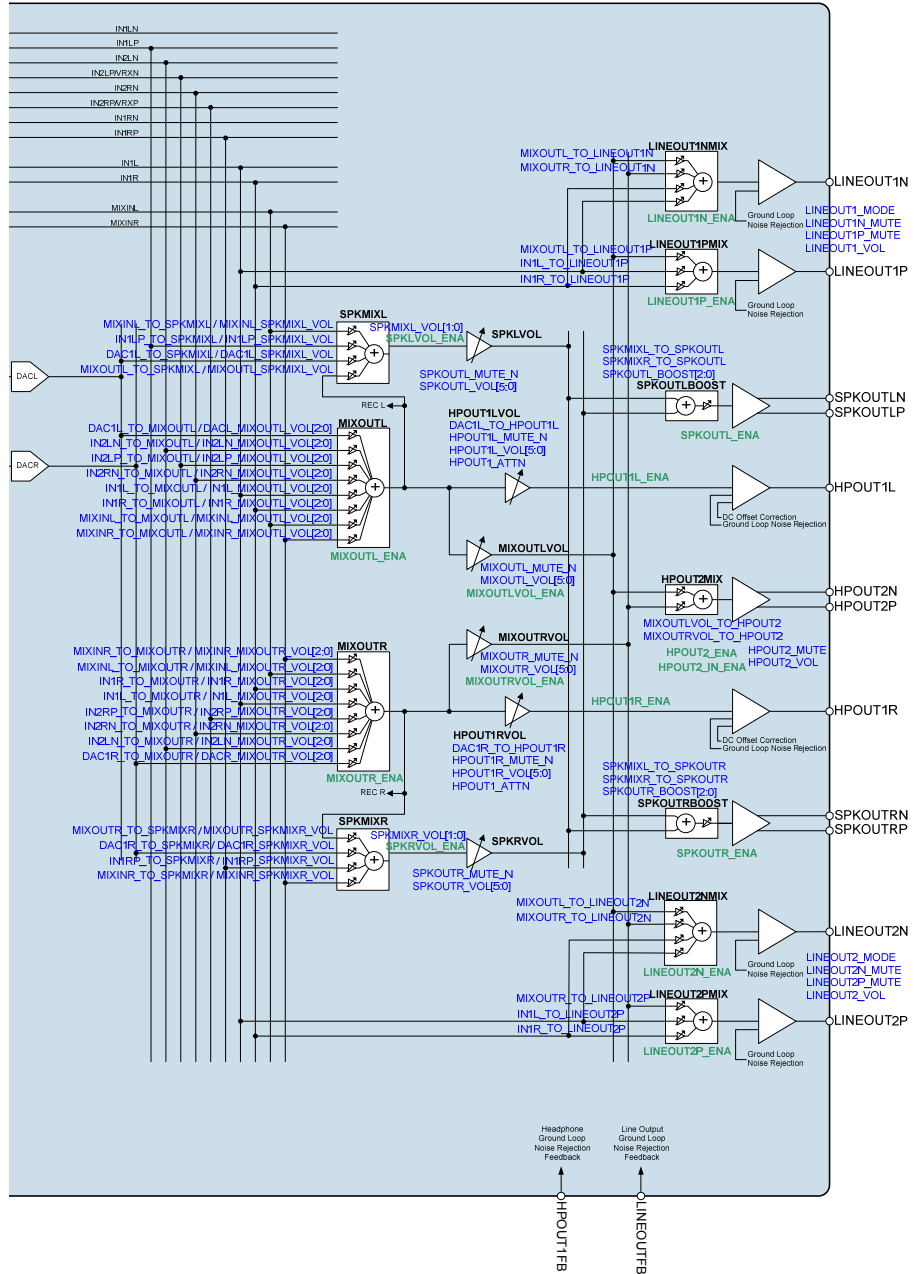 IN1LN
IN1LP
IN2LN
IN2LP/VRXN
IN2RN
IN2RP/VRXP
IN1RN
IN1RP
IN1L
IN1R
MIXINL
MIXINR
MIXOUTL_TO_LINEOUT1N
MIXOUTR_TO_LINEOUT1N
LINEOUT1NMIX
LINEOUT1N_ENA
Ground Loop
Noise Rejection
LINEOUT1N
LINEOUT1_MODE
LINEOUT1N_MUTE
LINEOUT1P_MUTE
LINEOUT1_VOL
MIXOUTL_TO_LINEOUT1P
IN1L_TO_LINEOUT1P
IN1R_TO_LINEOUT1P
LINEOUT1PMIX
LINEOUT1P_ENA
Ground Loop
Noise Rejection
LINEOUT1P
DACL
MIXINL_TO_SPKMIXL / MIXINL_SPKMIXL_VOL
IN1LP_TO_SPKMIXL / IN1LP_SPKMIXL_VOL
DAC1L_TO_SPKMIXL / DAC1L_SPKMIXL_VOL
MIXOUTL_TO_SPKMIXL / MIXOUTL_SPKMIXL_VOL
SPKMIXL
SPKMIXL_VOL[1:0]
SPKLVOL_ENA
SPKLVOL
SPKOUTL_MUTE_N
SPKOUTL_VOL[5:0]
SPKMIXL_TO_SPKOUTL
SPKMIXR_TO_SPKOUTL
SPKOUTL_BOOST[2:0]
SPKOUTLBOOST
SPKOUTL_ENA
SPKOUTLN
SPKOUTLP
REC L
DACR
DAC1L_TO_MIXOUTL / DACL_MIXOUTL_VOL[2:0]
IN2LN_TO_MIXOUTL / IN2LN_MIXOUTL_VOL[2:0]
IN2LP_TO_MIXOUTL / IN2LP_MIXOUTL_VOL[2:0]
IN2RN_TO_MIXOUTL / IN2RN_MIXOUTL_VOL[2:0]
IN1L_TO_MIXOUTL / IN1L_MIXOUTL_VOL[2:0]
IN1R_TO_MIXOUTL / IN1R_MIXOUTL_VOL[2:0]
MIXINL_TO_MIXOUTL / MIXINL_MIXOUTL_VOL[2:0]
MIXINR_TO_MIXOUTL / MIXINR_MIXOUTL_VOL[2:0]
MIXOUTL
MIXOUTL_ENA
HPOUT1LVOL
DAC1L_TO_HPOUT1L
HPOUT1L_MUTE_N
HPOUT1L_VOL[5:0]
HPOUT1_ATTN
HPOUT1L_ENA
DC Offset Correction
Ground Loop Noise Rejection
HPOUT1L
MIXOUTLVOL
MIXOUTL_MUTE_N
MIXOUTL_VOL[5:0]
MIXOUTLVOL_ENA
HPOUT2MIX
MIXOUTLVOL_TO_HPOUT2
MIXOUTRVOL_TO_HPOUT2
HPOUT2_ENA
HPOUT2_IN_ENA
HPOUT2_MUTE
HPOUT2_VOL
HPOUT2N
HPOUT2P
MIXOUTRVOL
MIXOUTR_MUTE_N
MIXOUTR_VOL[5:0]
MIXOUTRVOL_ENA
MIXINR_TO_MIXOUTR / MIXINR_MIXOUTR_VOL[2:0]
MIXINL_TO_MIXOUTR / MIXINL_MIXOUTR_VOL[2:0]
IN1R_TO_MIXOUTR / IN1R_MIXOUTR_VOL[2:0]
IN1L_TO_MIXOUTR / IN1L_MIXOUTR_VOL[2:0]
IN2RP_TO_MIXOUTR / IN2RP_MIXOUTR_VOL[2:0]
IN2RN_TO_MIXOUTR / IN2RN_MIXOUTR_VOL[2:0]
IN2LN_TO_MIXOUTR / IN2LN_MIXOUTR_VOL[2:0]
DAC1R_TO_MIXOUTR / DACR_MIXOUTR_VOL[2:0]
MIXOUTR
MIXOUTR_ENA
HPOUT1RVOL
DAC1R_TO_HPOUT1R
HPOUT1R_MUTE_N
HPOUT1R_VOL[5:0]
HPOUT1_ATTN
HPOUT1R_ENA
DC Offset Correction
Ground Loop Noise Rejection
HPOUT1R
REC R
MIXOUTR_TO_SPKMIXR / MIXOUTR_SPKMIXR_VOL
DAC1R_TO_SPKMIXR / DAC1R_SPKMIXR_VOL
IN1RP_TO_SPKMIXR / IN1RP_SPKMIXR_VOL
MIXINR_TO_SPKMIXR / MIXINR_SPKMIXR_VOL
SPKMIXR
SPKMIXR_VOL[1:0]
SPKRVOL_ENA
SPKRVOL
SPKOUTR_MUTE_N
SPKOUTR_VOL[5:0]
SPKMIXL_TO_SPKOUTR
SPKMIXR_TO_SPKOUTR
SPKOUTR_BOOST[2:0]
SPKOUTRBOOST
SPKOUTR_ENA
SPKOUTRN
SPKOUTRP
MIXOUTL_TO_LINEOUT2N
MIXOUTR_TO_LINEOUT2N
LINEOUT2NMIX
LINEOUT2N_ENA
Ground Loop
Noise Rejection
LINEOUT2N
LINEOUT2_MODE
LINEOUT2N_MUTE
LINEOUT2P_MUTE
LINEOUT2_VOL
MIXOUTR_TO_LINEOUT2P
IN1L_TO_LINEOUT2P
IN1R_TO_LINEOUT2P
LINEOUT2PMIX
LINEOUT2P_ENA
Ground Loop
Noise Rejection
LINEOUT2P
Headphone
Ground Loop
Noise Rejection
Feedback
Line Output
Ground Loop
Noise Rejection
Feedback
HPOUT1FB
LINEOUTFB